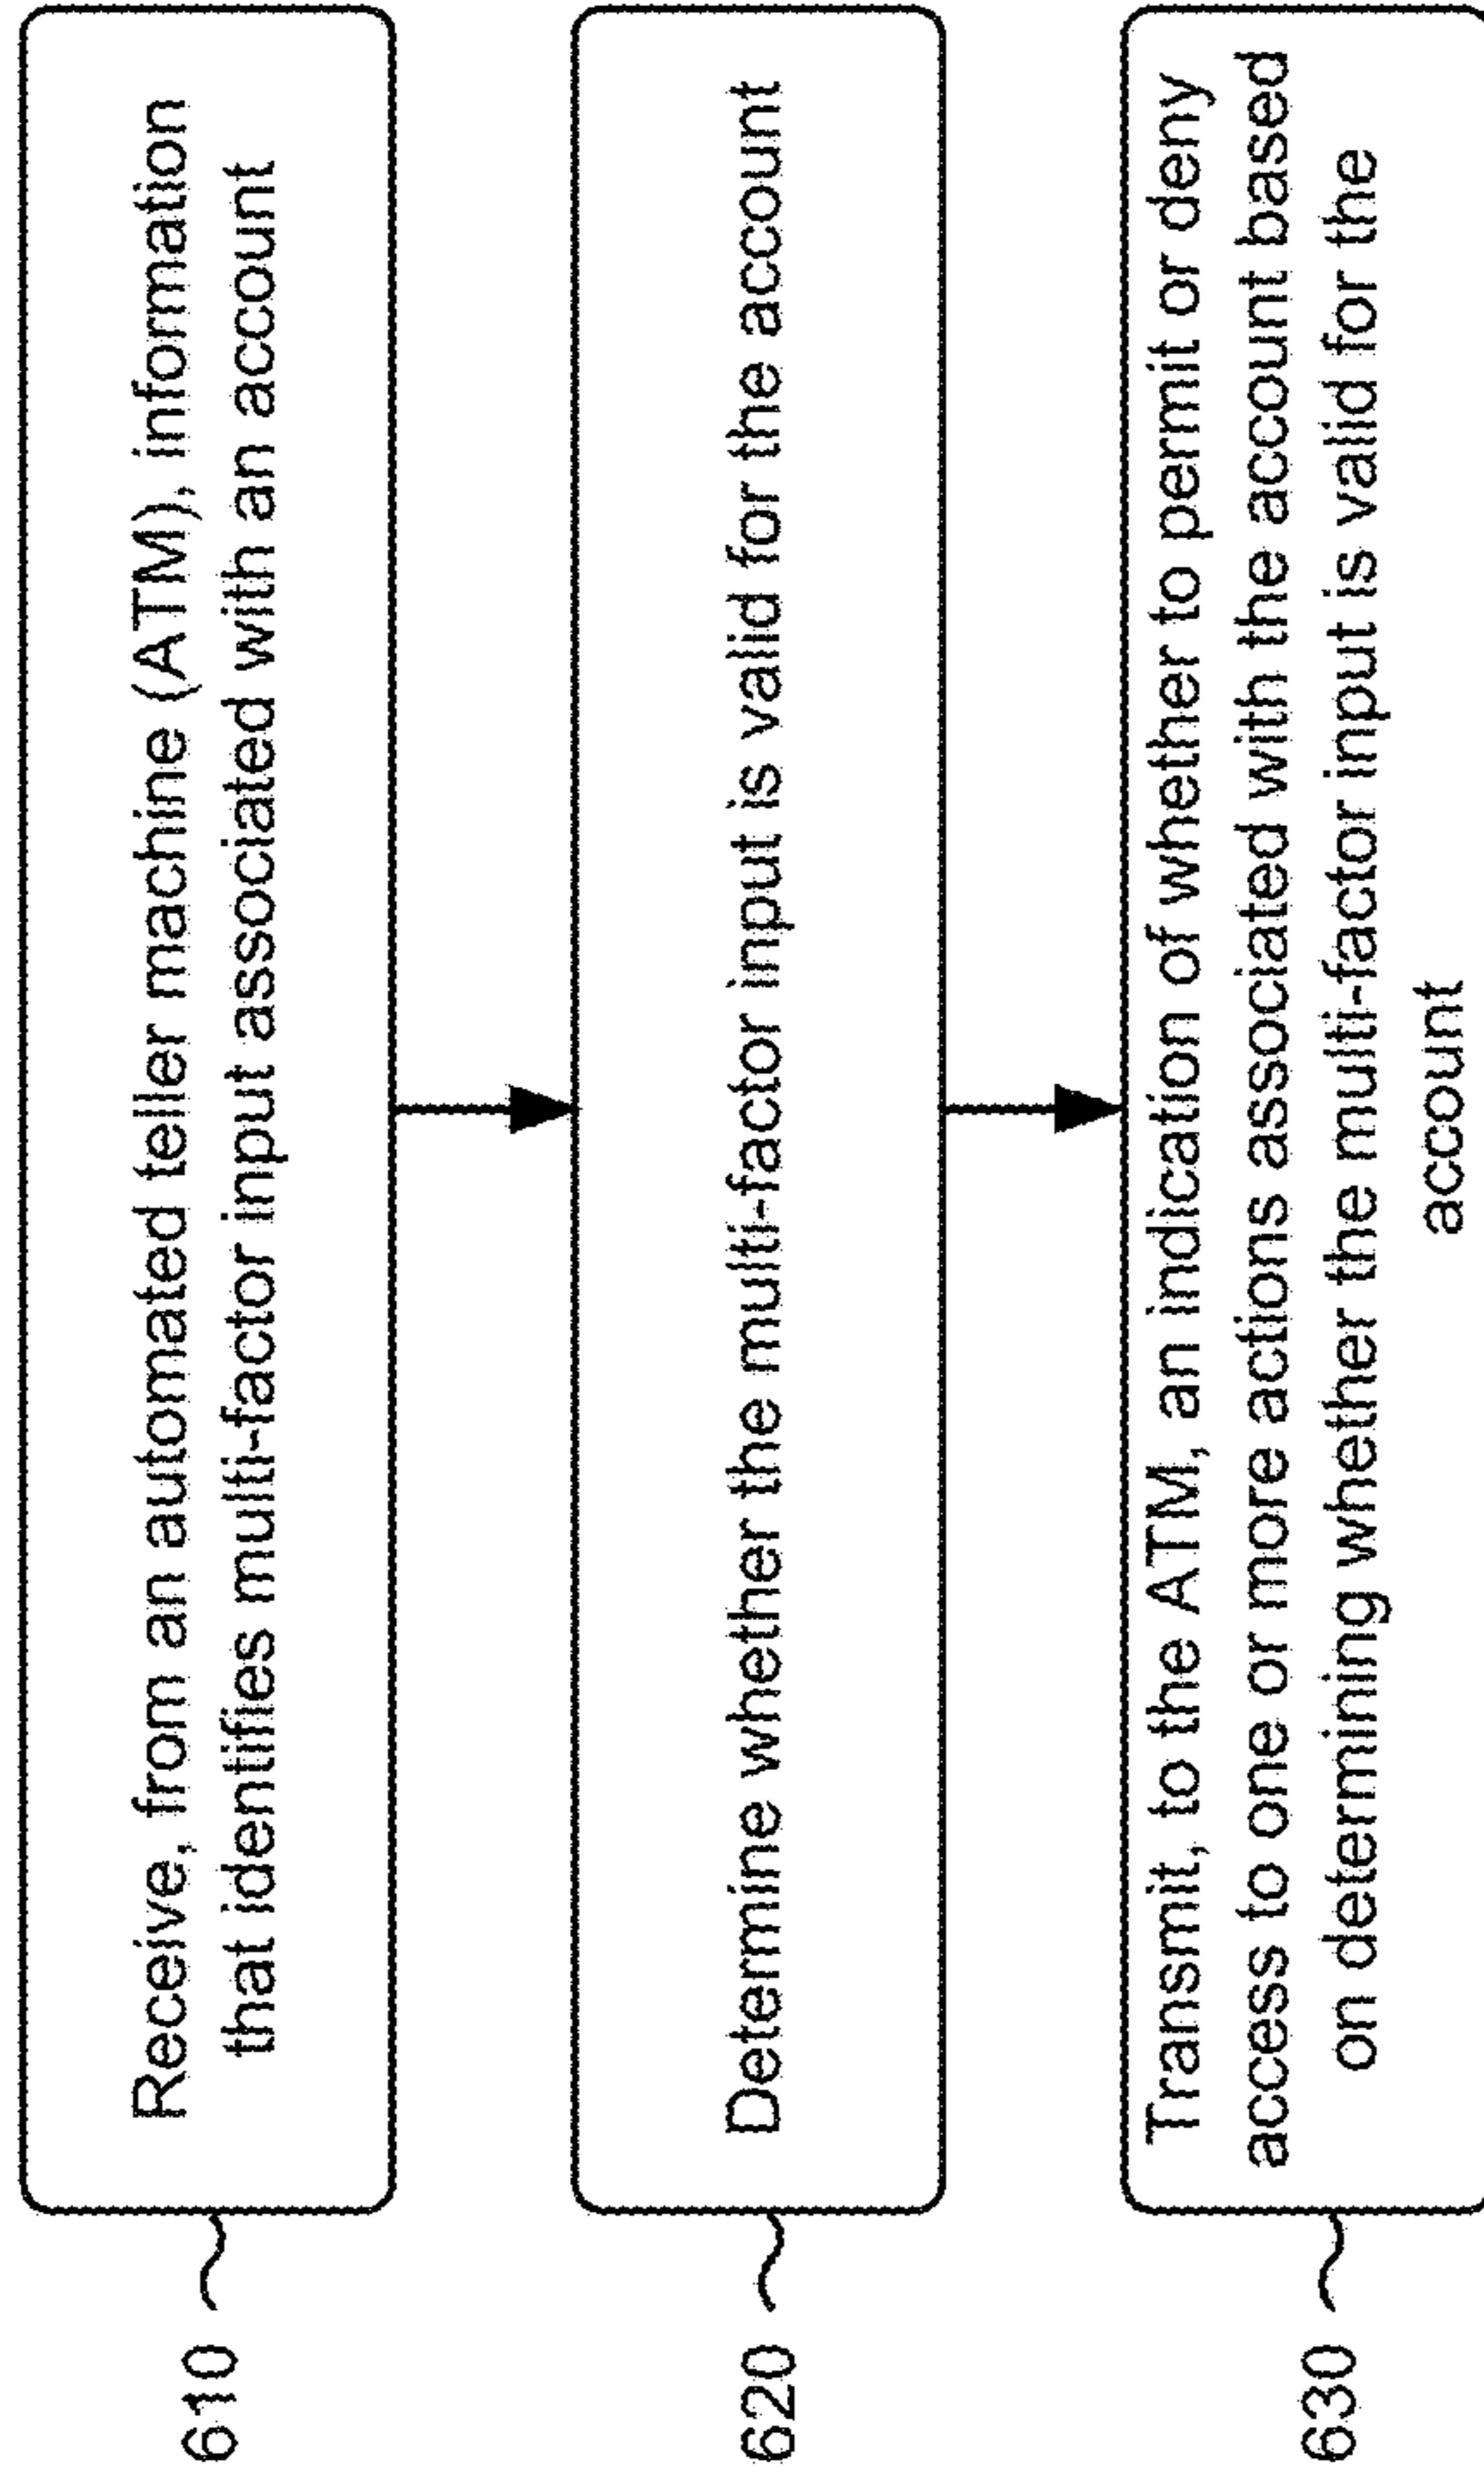 610
Receive, from an automated teller machine (ATM), information
that identifies multi-factor input associated with an account
620
Determine whether the multi-factor input is valid for the account
630
Transmit, to the ATM, an indication of whether to permit or deny
access to one or more actions associated with the account based
on determining whether the multi-factor input is valid for the
account